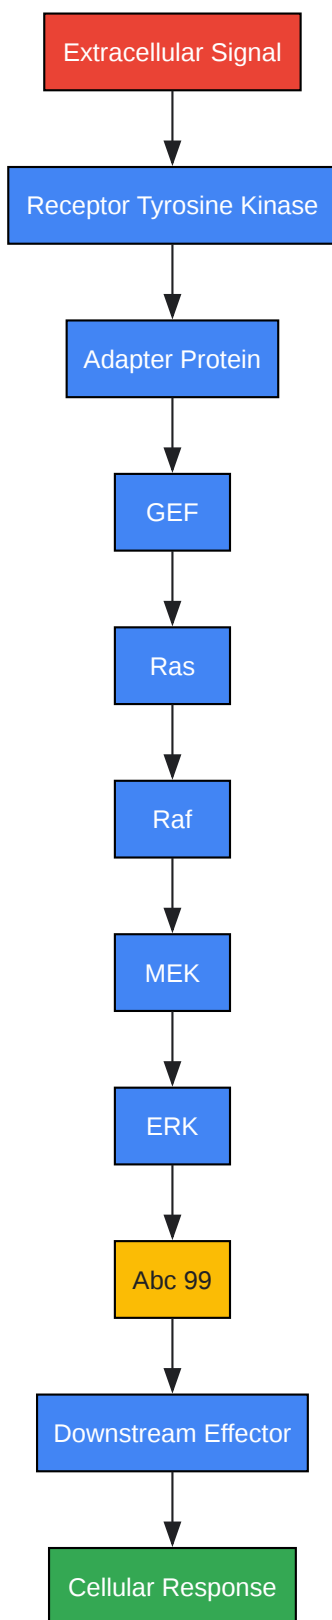 Extracellular Signal
Receptor Tyrosine Kinase
Adapter Protein
GEF
Ras
Raf
MEK
ERK
Abc 99
Downstream Effector
Cellular Response